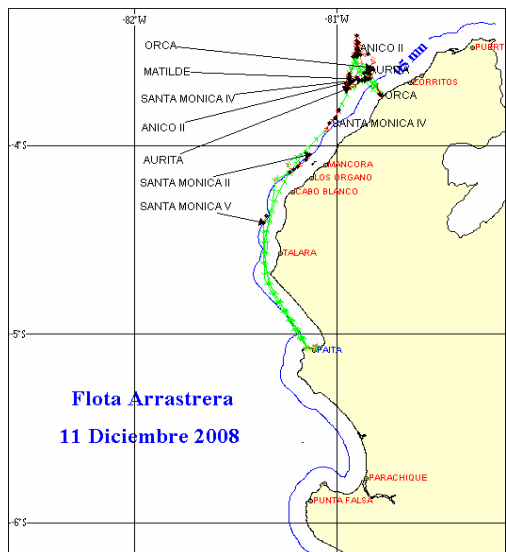 -82°W
-81°W
ORCA
ANICO II
PUERT
MATILDE
AURITA
5 mn
ZORRITOS
SANTA MONICA IV
ORCA
ANICO II
SANTA MONICA IV
-4°S
AURITA
MANCORA
SANTA MONICA II
LOS ORGANO
CABO BLANCO
SANTA MONICA V
TALARA
-5°S
PAITA
Flota Arrastrera
11 Diciembre 2008
PARACHIQUE
PUNTA FALSA
-6°S